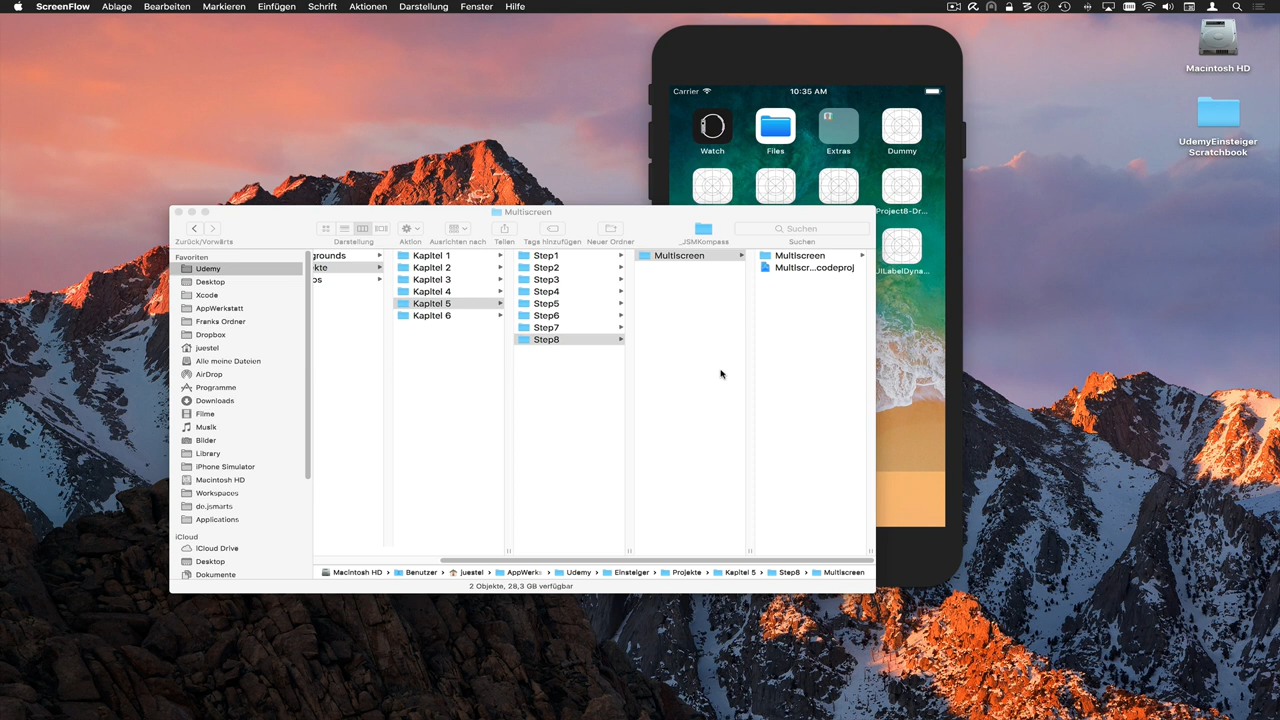 ScreenFlow Ablage Bearbeiten Markieren Einfügen Schrift Aktionen Darstellung Fenster Hilfe
Macintosh HD
UdemyEinsteiger
Scratchbook
Carrier 10:35 AM
Watch Files Extras Dummy
Project8-Dr...
UILabelDyna...
Multiscreen
Suchen
Zurück/Vorwärts Darstellung Aktion Ausrichten nach Teilen Tags hinzufügen Neuer Ordner _JSMKompass Suchen
Favoriten
Udemy
Desktop
Xcode
AppWerkstatt
Franks Ordner
Dropbox
juestel
Alle meine Dateien
AirDrop
Programme
Downloads
Filme
Musik
Bilder
Library
iPhone Simulator
Macintosh HD
Workspaces
de.jsmarts
Applications
iCloud
iCloud Drive
Desktop
Dokumente
grounds
kte
os
Kapitel 1
Kapitel 2
Kapitel 3
Kapitel 4
Kapitel 5
Kapitel 6
Step1
Step2
Step3
Step4
Step5
Step6
Step7
Step8
Multiscreen
Multiscreen
Multiscr...codeproj
Macintosh HD › Benutzer › juestel › AppWerks › Udemy › Einsteiger › Projekte › Kapitel 5 › Step8 › Multiscreen
2 Objekte, 28,3 GB verfügbar